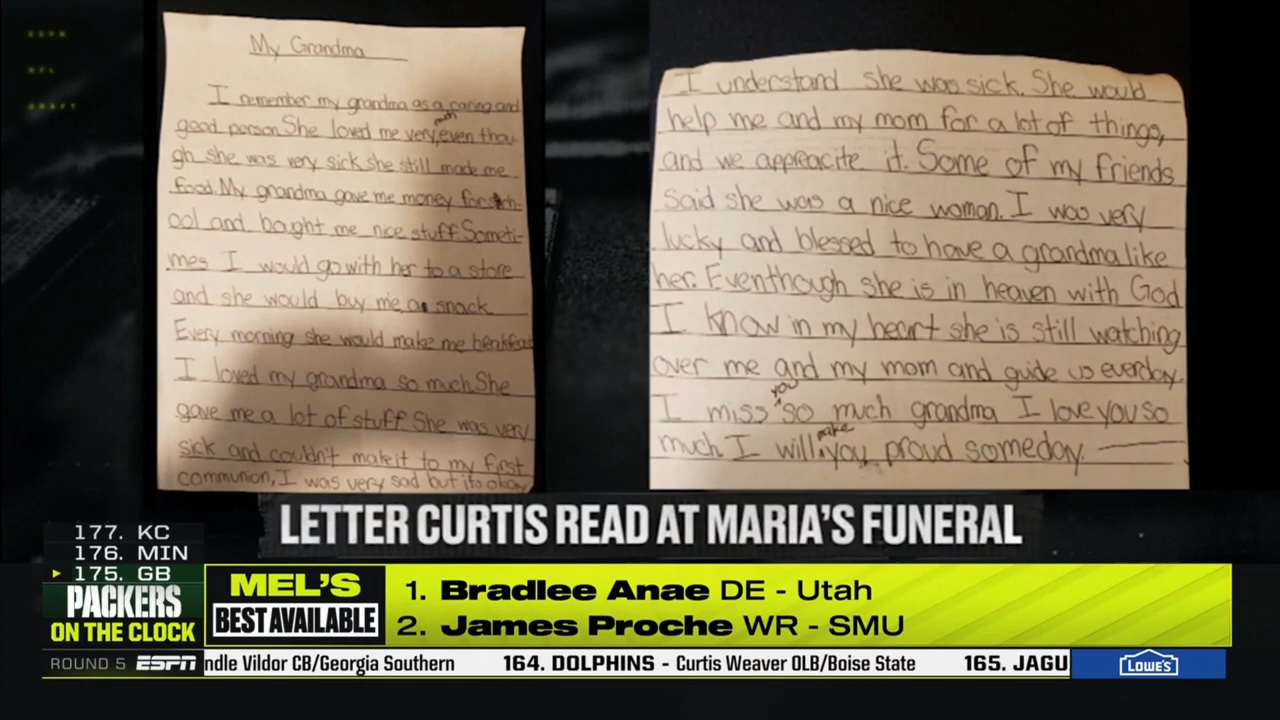 ESPN
NFL
DRAFT
My Grandma
I remember my grandma as a caring and
good person She loved me very much, even thou-
gh she was very sick she still made me
food. My grandma gave me money for sch-
ool and bought me nice stuff. Someti-
mes I would go with her to a store
and she would buy me a snack.
Every morning she would make me breakfast
I loved my grandma so much. She
gave me a lot of stuff She was very
sick and couldn't make it to my first
communion, I was very sad but its okay
I understand she was sick. She would
help me and my mom for a lot of things,
and we appreacite it. Some of my friends
said she was a nice woman. I was very
lucky and blessed to have a grandma like
her. Eventhough she is in heaven with God
I know in my heart she is still watching
over me and my mom and guide us everday.
I miss you so much grandma I love you so
much. I will make you proud someday.
LETTER CURTIS READ AT MARIA'S FUNERAL
177. KC
176. MIN
175. GB
PACKERS
ON THE CLOCK
MEL'S
BEST AVAILABLE
1. Bradlee Anae DE - Utah
2. James Proche WR - SMU
ROUND 5 ESPN ndle Vildor CB/Georgia Southern 164. DOLPHINS - Curtis Weaver OLB/Boise State 165. JAGU LOWE'S